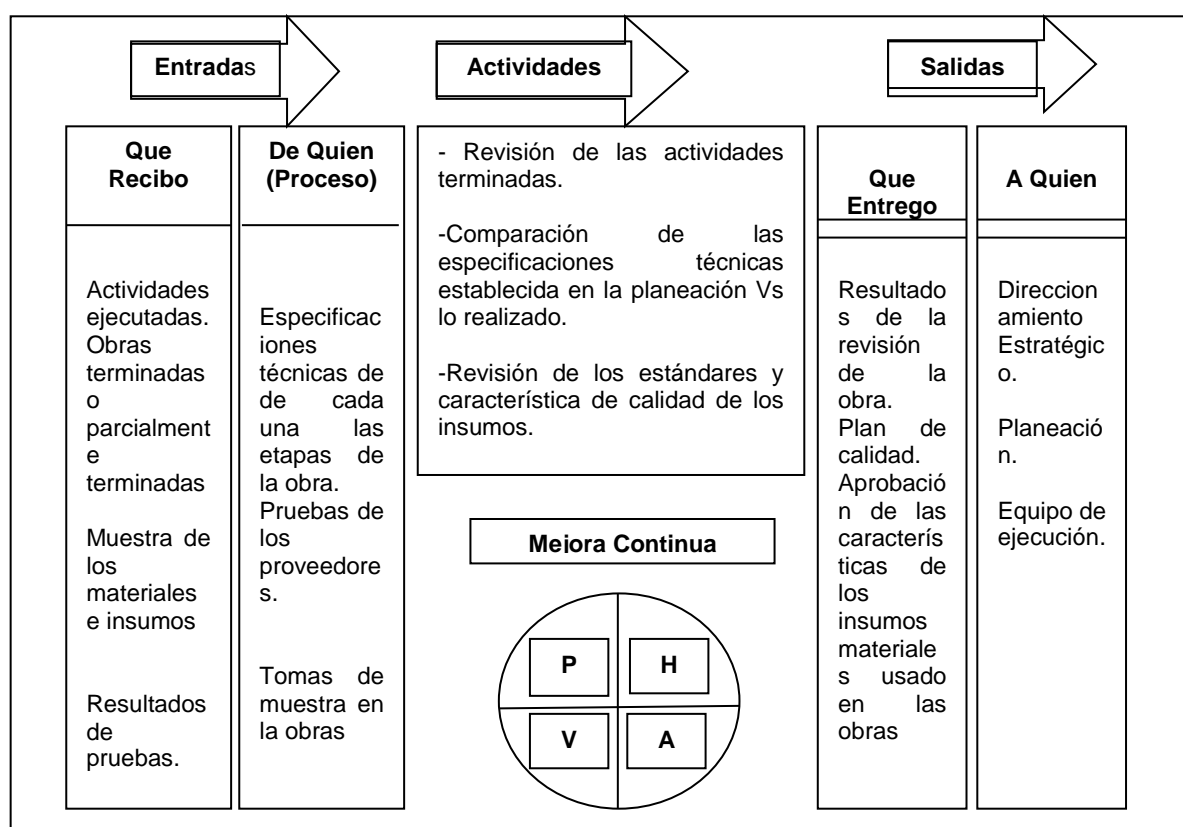 Entradas
Actividades
Salidas
Que
Recibo
De Quien
(Proceso)
Que
Entrego
A Quien
Actividades
ejecutadas.
Obras
terminadas
o
parcialment
e
terminadas
Muestra de
los
materiales
e insumos
Resultados
de
pruebas.
Especificac
iones
técnicas de
de cada
una las
etapas de
la obra.
Pruebas de
los
proveedore
s.
Tomas de
muestra en
la obras
- Revisión de las actividades
terminadas.
-Comparación de las
especificaciones técnicas
establecida en la planeación Vs
lo realizado.
-Revisión de los estándares y
característica de calidad de los
insumos.
Mejora Continua
P
H
V
A
Resultado
s de la
revisión
de la
obra.
Plan de
calidad.
Aprobació
n de las
caracterís
ticas de
los
insumos
materiale
s usado
en las
obras
Direccion
amiento
Estratégic
o.
Planeació
n.
Equipo de
ejecución.